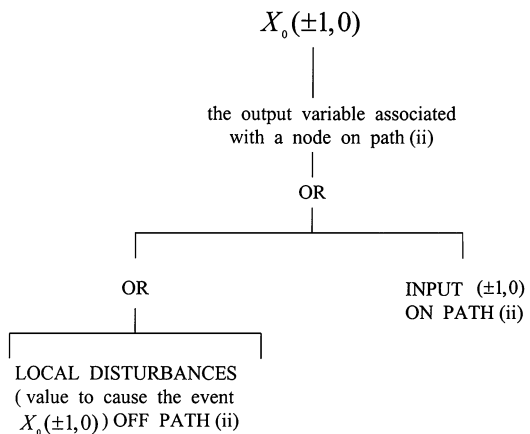 X₀(±1,0)
the output variable associated
with a node on path (ii)
OR
OR
INPUT (±1,0)
ON PATH (ii)
LOCAL DISTURBANCES
( value to cause the event
X₀(±1,0) ) OFF PATH (ii)